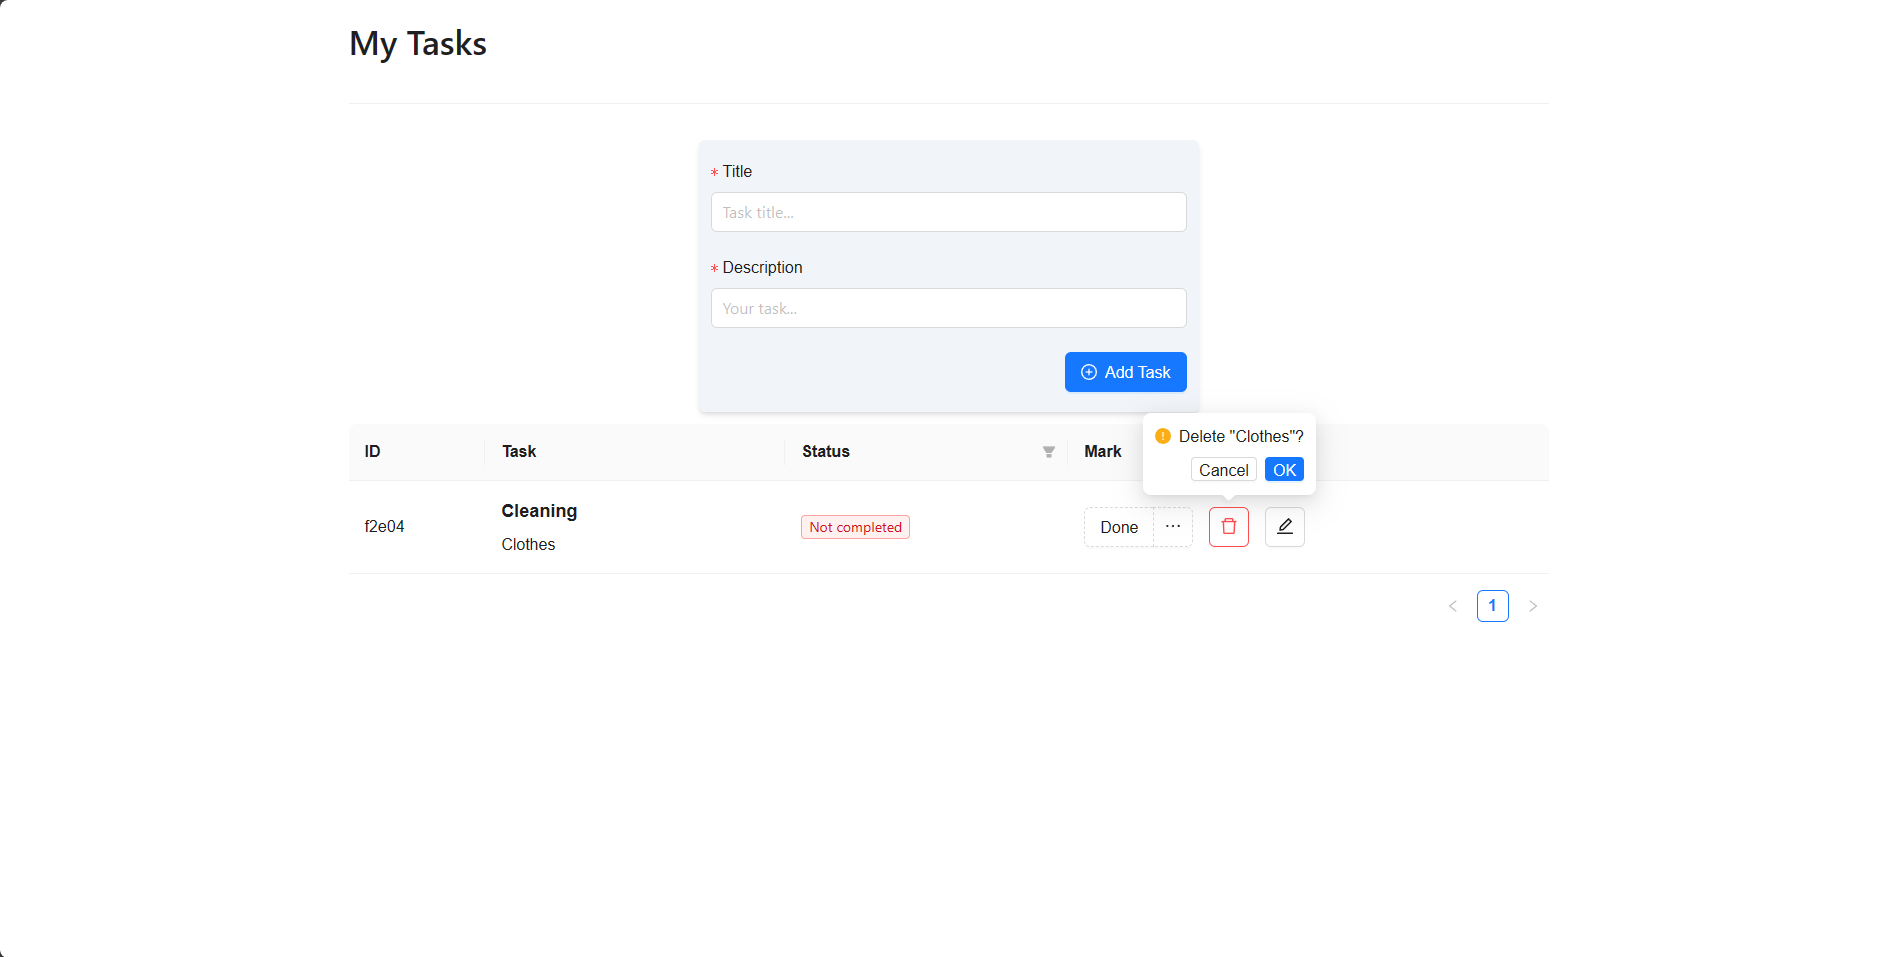 My Tasks
* Title
Task title...
* Description
Your task...
Add Task
Delete "Clothes"?
Cancel OK
ID Task Status Mark
f2e04
Cleaning
Clothes
Not completed
Done ...
< 1 >